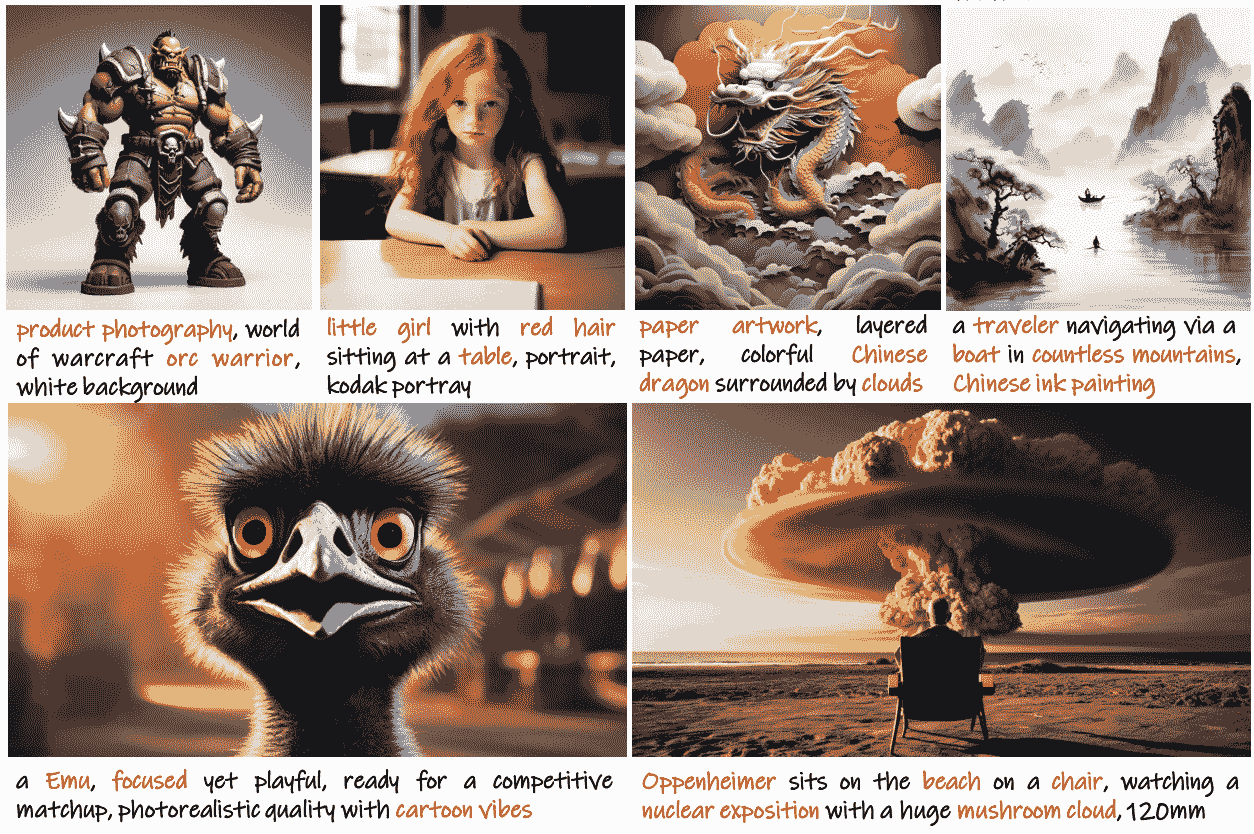 product photography, world
of warcraft orc warrior,
white background
little girl with red hair
sitting at a table, portrait,
kodak portray
paper artwork, layered
paper, colorful Chinese
dragon surrounded by clouds
a traveler navigating via a
boat in countless mountains,
Chinese ink painting
a Emu, focused yet playful, ready for a competitive
matchup, photorealistic quality with cartoon vibes
Oppenheimer sits on the beach on a chair, watching a
nuclear exposition with a huge mushroom cloud, 120mm